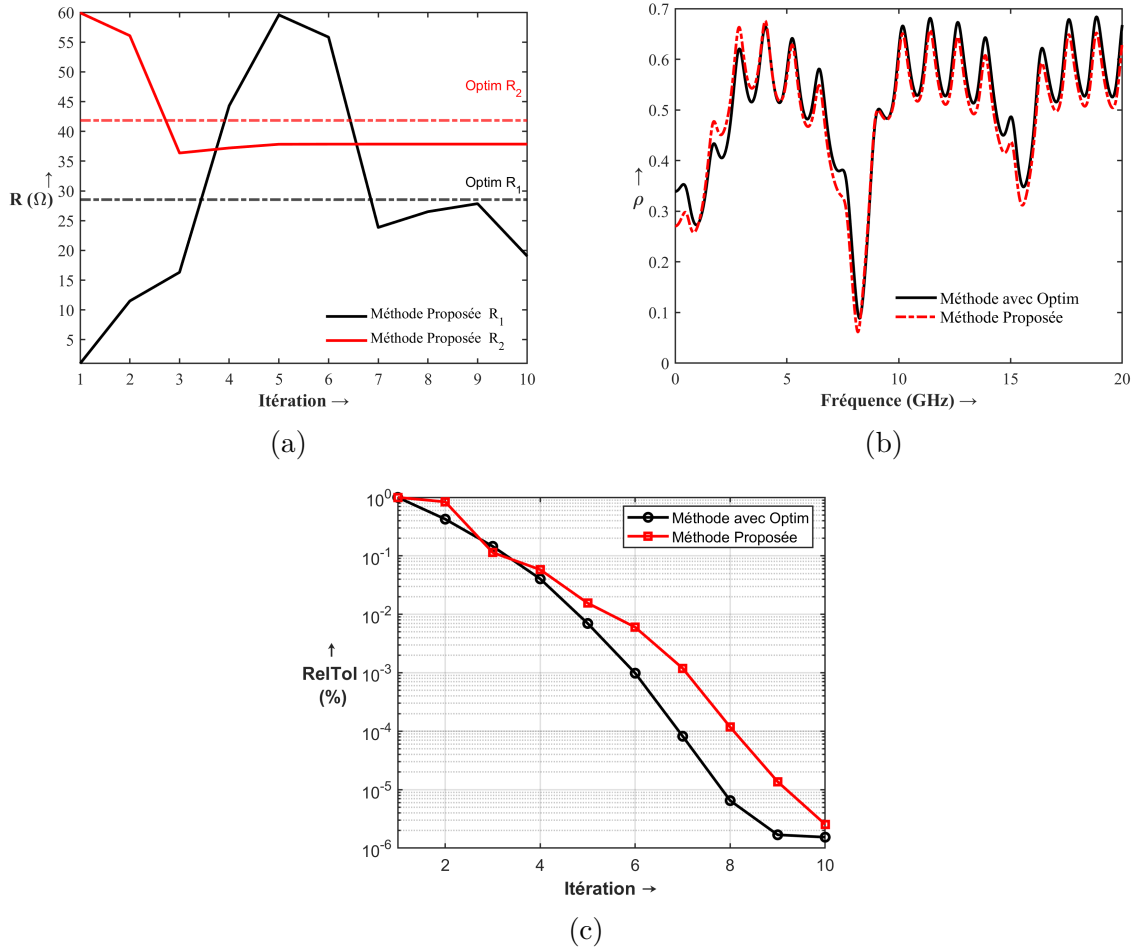 60
55
50
45
40
35
30
25
20
15
10
5
R (Ω)
↑
Optim R2
Optim R1
Méthode Proposée R1
Méthode Proposée R2
1 2 3 4 5 6 7 8 9 10
Itération →
(a)
0.7
0.6
0.5
0.4
0.3
0.2
0.1
0
↑
ρ
Méthode avec Optim
Méthode Proposée
0 5 10 15 20
Fréquence (GHz) →
(b)
10^0
10^-1
10^-2
10^-3
10^-4
10^-5
10^-6
↑
RelTol
(%)
Méthode avec Optim
Méthode Proposée
2 4 6 8 10
Itération →
(c)